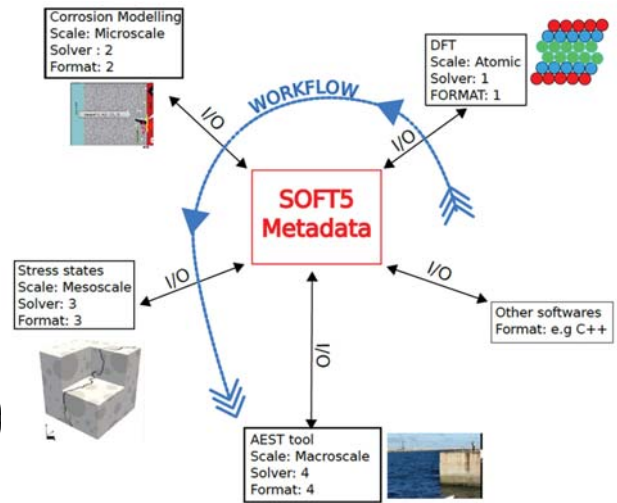 Corrosion Modelling
Scale: Microscale
Solver : 2
Format: 2
DFT
Scale: Atomic
Solver: 1
FORMAT: 1
WORKFLOW
I/O
I/O
SOFT5
Metadata
Stress states
Scale: Mesoscale
Solver: 3
Format: 3
I/O
I/O
Other softwares
Format: e.g C++
I/O
AEST tool
Scale: Macroscale
Solver: 4
Format: 4